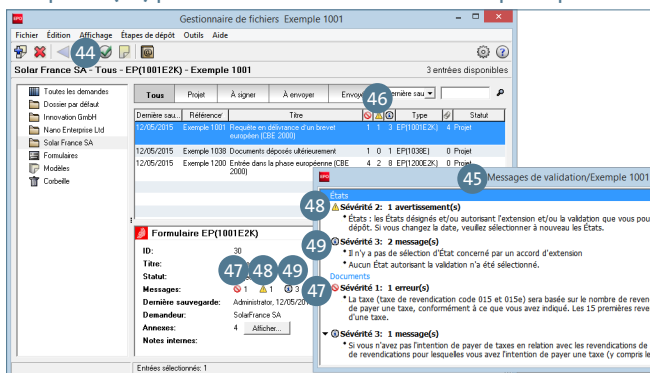 Gestionnaire de fichiers Exemple 1001
Fichier Édition Affichage Étapes de dépôt Outils Aide
44
Solar France SA - Tous - EP(1001E2K) - Exemple 1001
3 entrées disponibles
Toutes les demandes
Dossier par défaut
Innovation GmbH
Nano Enterprise Ltd
Solar France SA
Formulaires
Modèles
Corbeille
Tous Projet À signer À envoyer
46
Dernière sau... Référence Titre Type Statut
12/05/2015 Exemple 1001 Requête en délivrance d'un brevet 1 1 3 EP(1001E2K) 4 Projet
européen (CBE 2000)
12/05/2015 Exemple 1038 Documents déposés ultérieurement 1 0 1 EP(1038E) 0 Projet
12/05/2015 Exemple 1200 Entrée dans la phase européenne (CBE 4 2 8 EP(1200E2K) 0 Projet
2000)
Formulaire EP(1001E2K)
ID: 30
Titre:
Statut:
47 48 49
Messages: 1 1 3
Dernière sauvegarde: Administrator, 12/05/201
Demandeur: SolarFrance SA
Annexes: 4 Afficher...
Notes internes:
Entrées sélectionnés: 1
45
Messages de validation/Exemple 1001
États
48
Sévérité 2: 1 avertissement(s)
* États : les États désignés et/ou autorisant l'extension et/ou la validation que vous pou
dépôt. Si vous changez la date, veuillez sélectionner à nouveau les États.
49
Sévérité 3: 2 message(s)
* Il n'y a pas de sélection d'État concerné par un accord d'extension
* Aucun État autorisant la validation n'a été sélectionné.
Documents
47
Sévérité 1: 1 erreur(s)
* La taxe (taxe de revendication code 015 et 015e) sera basée sur le nombre de reven
de payer une taxe, conformément à ce que vous avez indiqué. Les 15 premières reve
d'une taxe.
Sévérité 3: 1 message(s)
* Si vous n'avez pas l'intention de payer de taxes en relation avec les revendications de
de revendications pour lesquelles vous avez l'intention de payer une taxe (y compris le